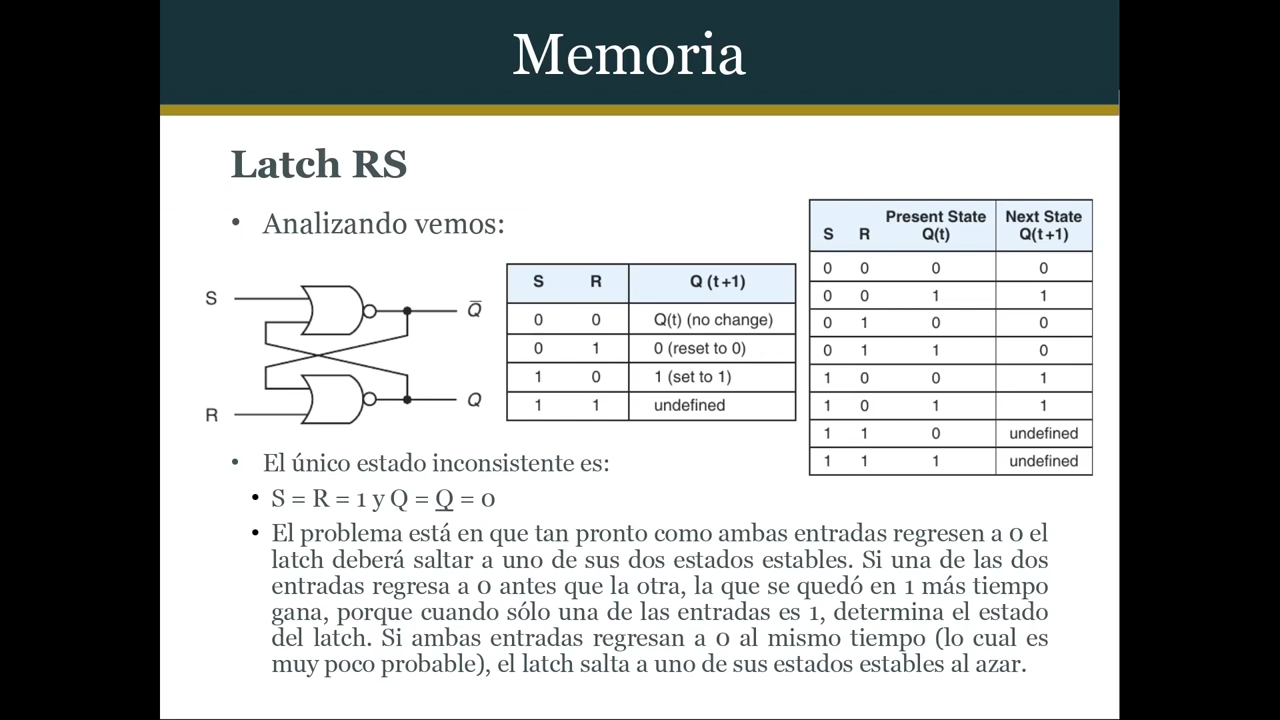 Memoria
Latch RS
• Analizando vemos:
S
R
Q̅
Q
S R Q (t+1)
0 0 Q(t) (no change)
0 1 0 (reset to 0)
1 0 1 (set to 1)
1 1 undefined
Present State Next State
S R Q(t) Q(t+1)
0 0 0 0
0 0 1 1
0 1 0 0
0 1 1 0
1 0 0 1
1 0 1 1
1 1 0 undefined
1 1 1 undefined
• El único estado inconsistente es:
• S = R = 1 y Q = Q̲ = 0
• El problema está en que tan pronto como ambas entradas regresen a 0 el
latch deberá saltar a uno de sus dos estados estables. Si una de las dos
entradas regresa a 0 antes que la otra, la que se quedó en 1 más tiempo
gana, porque cuando sólo una de las entradas es 1, determina el estado
del latch. Si ambas entradas regresan a 0 al mismo tiempo (lo cual es
muy poco probable), el latch salta a uno de sus estados estables al azar.